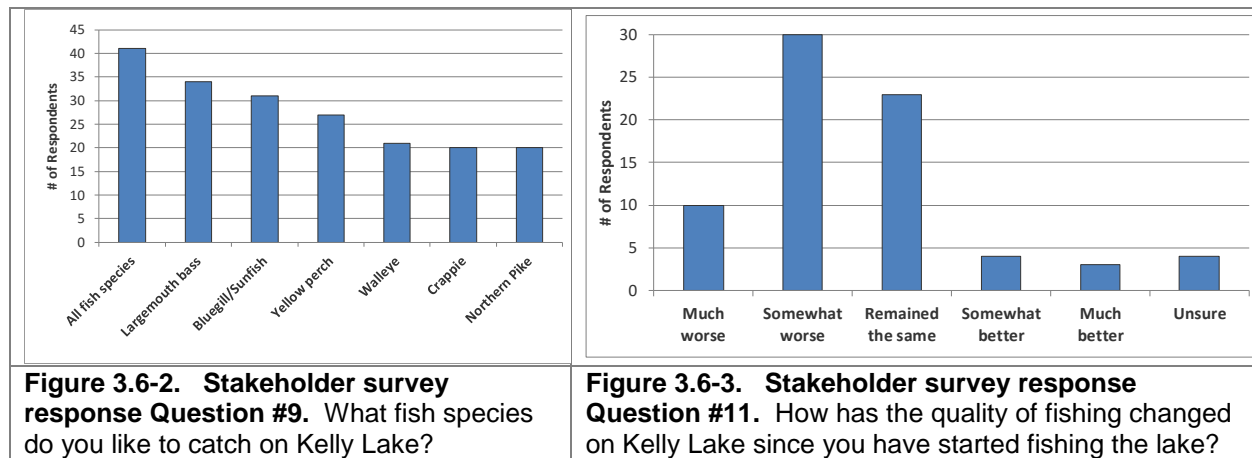 45
40
35
30
25
20
15
10
5
0
# of Respondents
All fish species
Largemouth bass
Bluegill/Sunfish
Yellow perch
Walleye
Crappie
Northern Pike
30
25
20
15
10
5
0
# of Respondents
Much
worse
Somewhat
worse
Remained
the same
Somewhat
better
Much
better
Unsure
Figure 3.6-2. Stakeholder survey
response Question #9. What fish species
do you like to catch on Kelly Lake?
Figure 3.6-3. Stakeholder survey response
Question #11. How has the quality of fishing changed
on Kelly Lake since you have started fishing the lake?